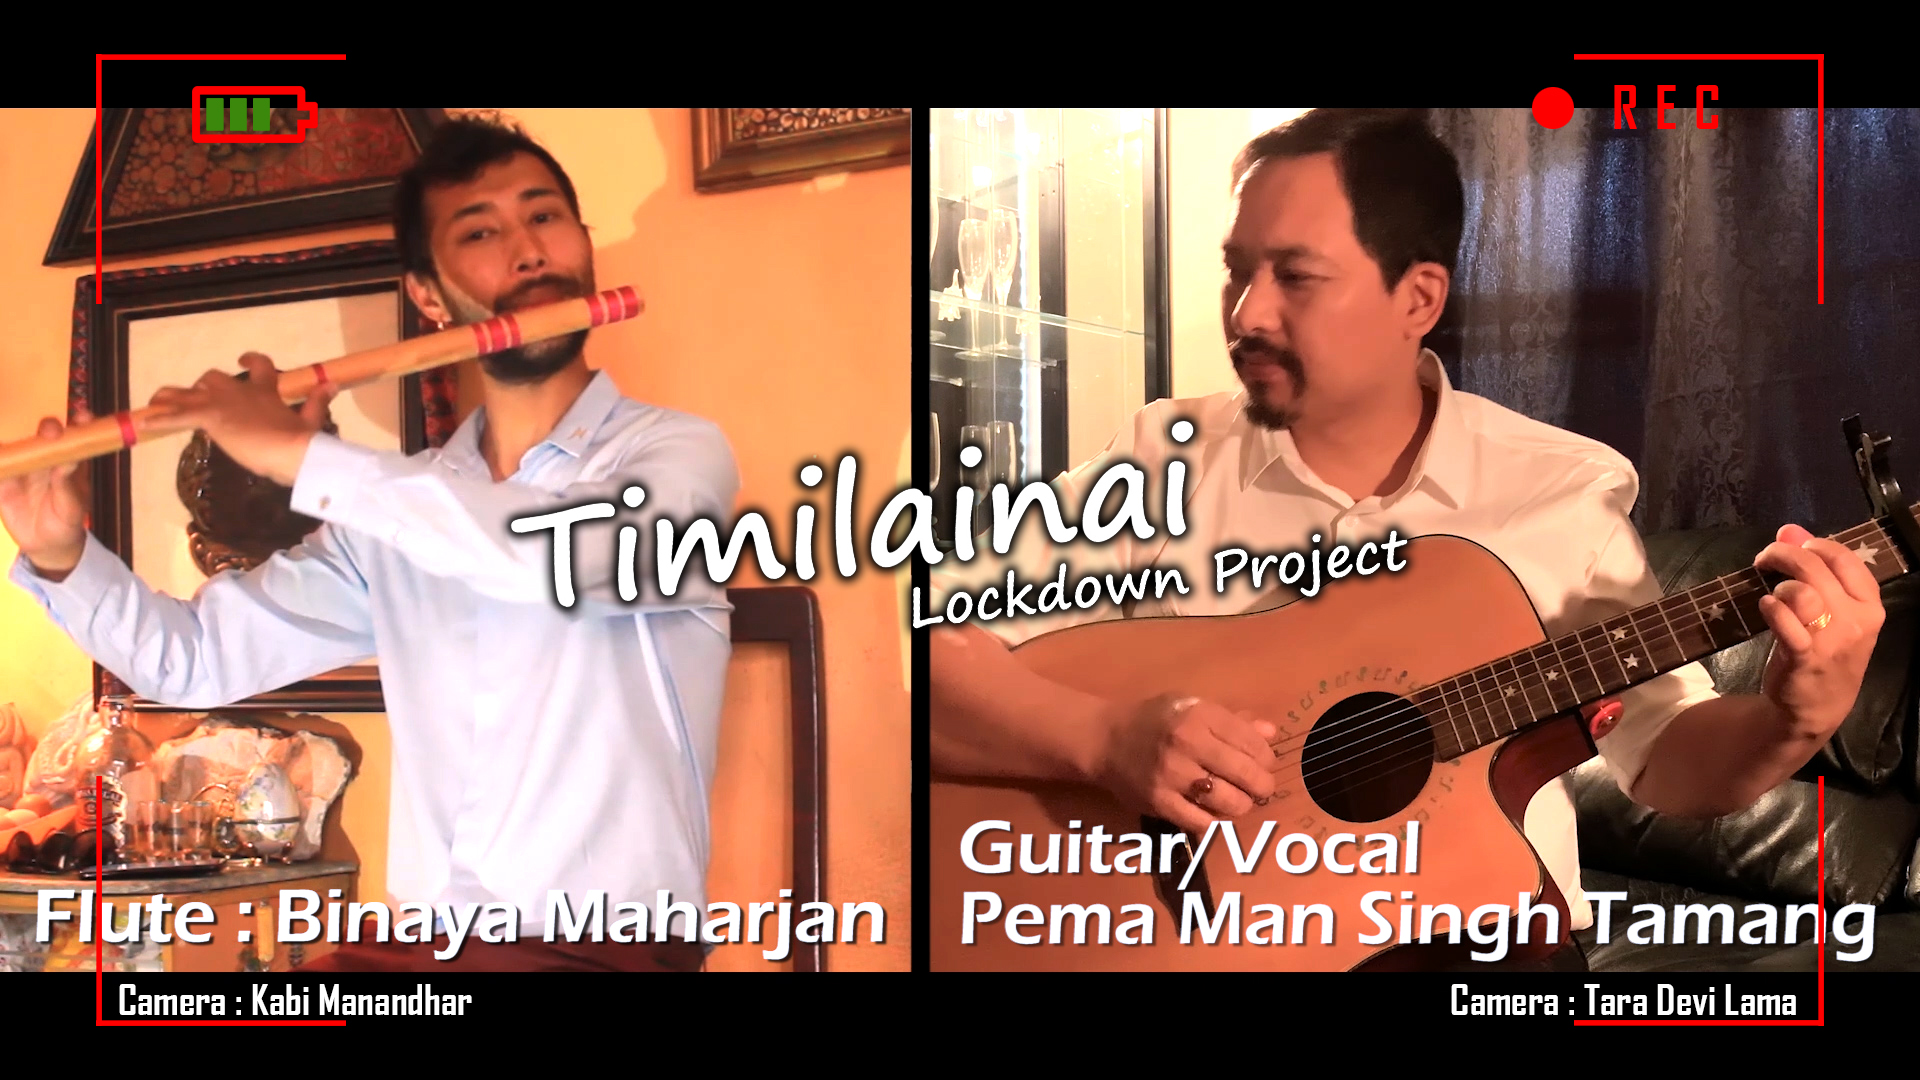 REC
Timilainai
Lockdown Project
Flute : Binaya Maharjan
Guitar/Vocal
Pema Man Singh Tamang
Camera : Kabi Manandhar
Camera : Tara Devi Lama